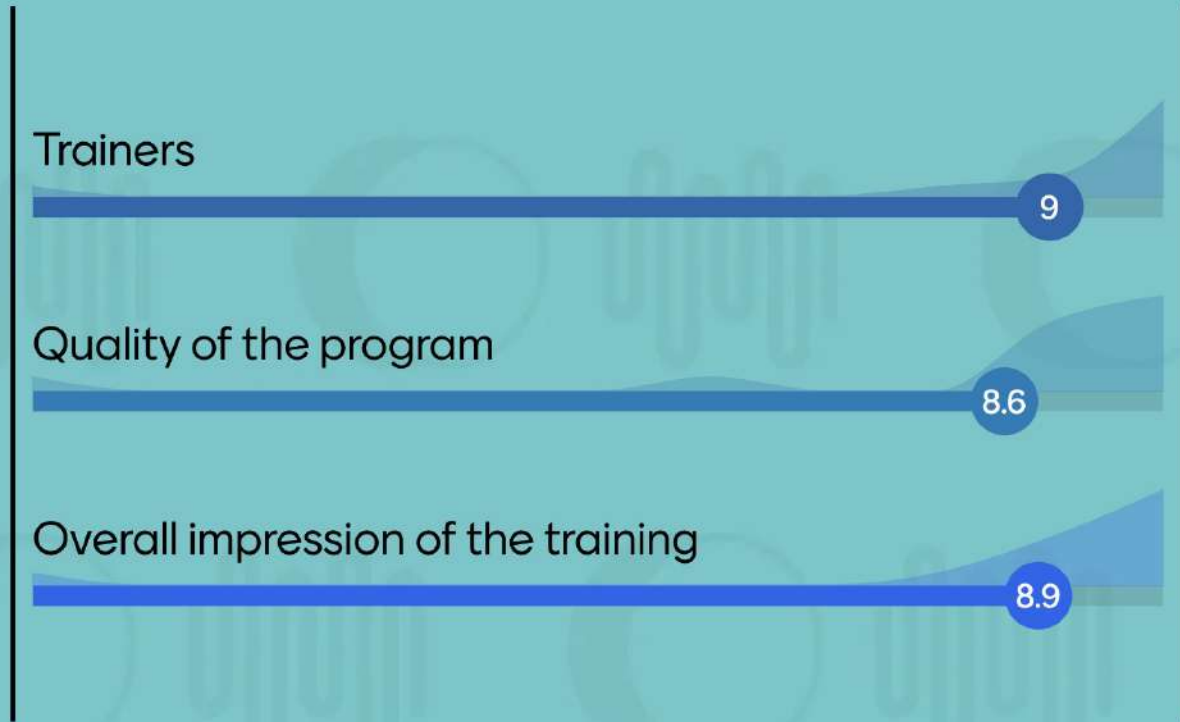 Trainers
9
Quality of the program
8.6
Overall impression of the training
8.9